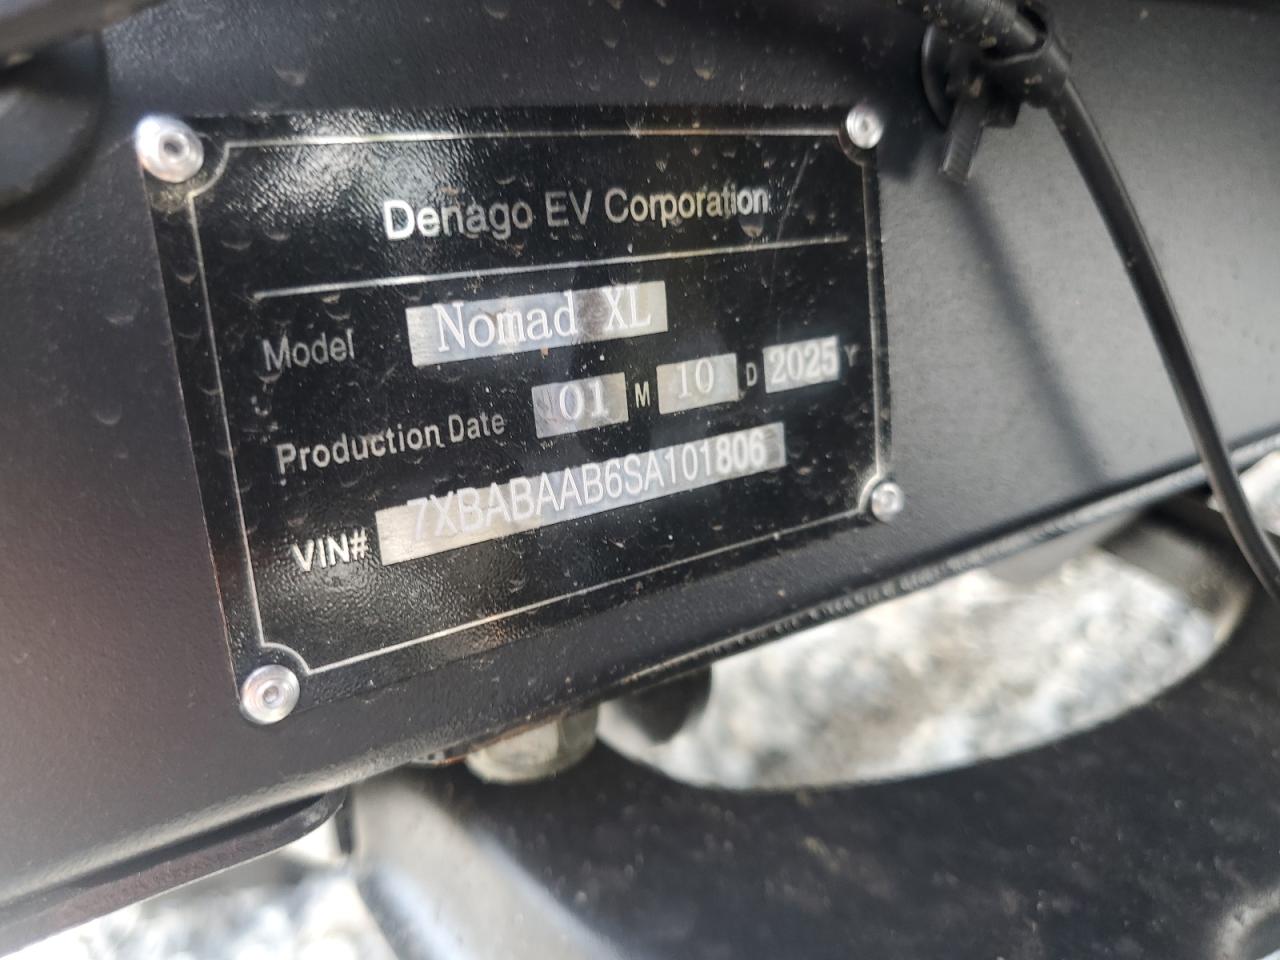 Denago EV Corporation
Model Nomad XL
Production Date 01 M 10 D 2025 Y
VIN# 7XBABAAB6SA101806